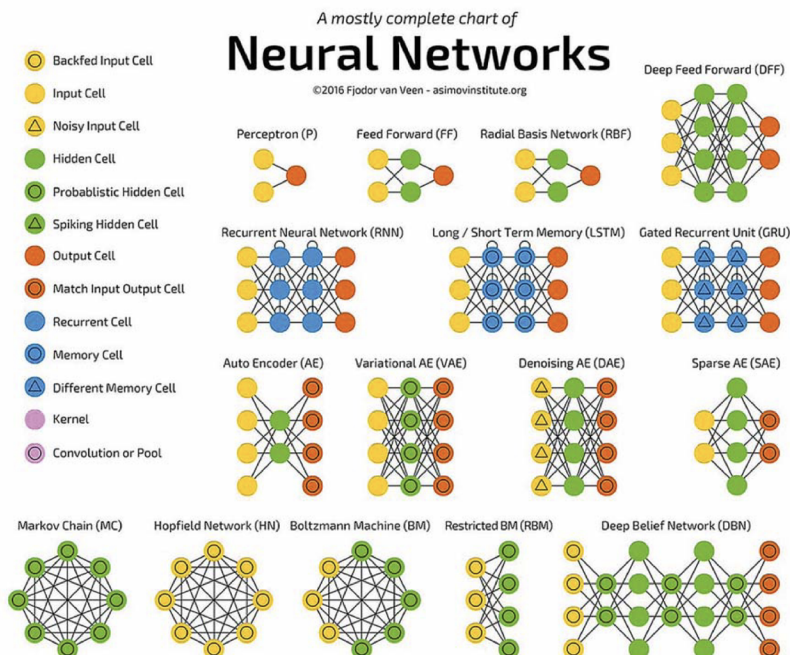 A mostly complete chart of
Neural Networks
©2016 Fjodor van Veen - asimovinstitute.org
Backfed Input Cell
Input Cell
Noisy Input Cell
Hidden Cell
Probablistic Hidden Cell
Spiking Hidden Cell
Output Cell
Match Input Output Cell
Recurrent Cell
Memory Cell
Different Memory Cell
Kernel
Convolution or Pool
Deep Feed Forward (DFF)
Perceptron (P)
Feed Forward (FF)
Radial Basis Network (RBF)
Recurrent Neural Network (RNN)
Long / Short Term Memory (LSTM)
Gated Recurrent Unit (GRU)
Auto Encoder (AE)
Variational AE (VAE)
Denoising AE (DAE)
Sparse AE (SAE)
Markov Chain (MC)
Hopfield Network (HN)
Boltzmann Machine (BM)
Restricted BM (RBM)
Deep Belief Network (DBN)